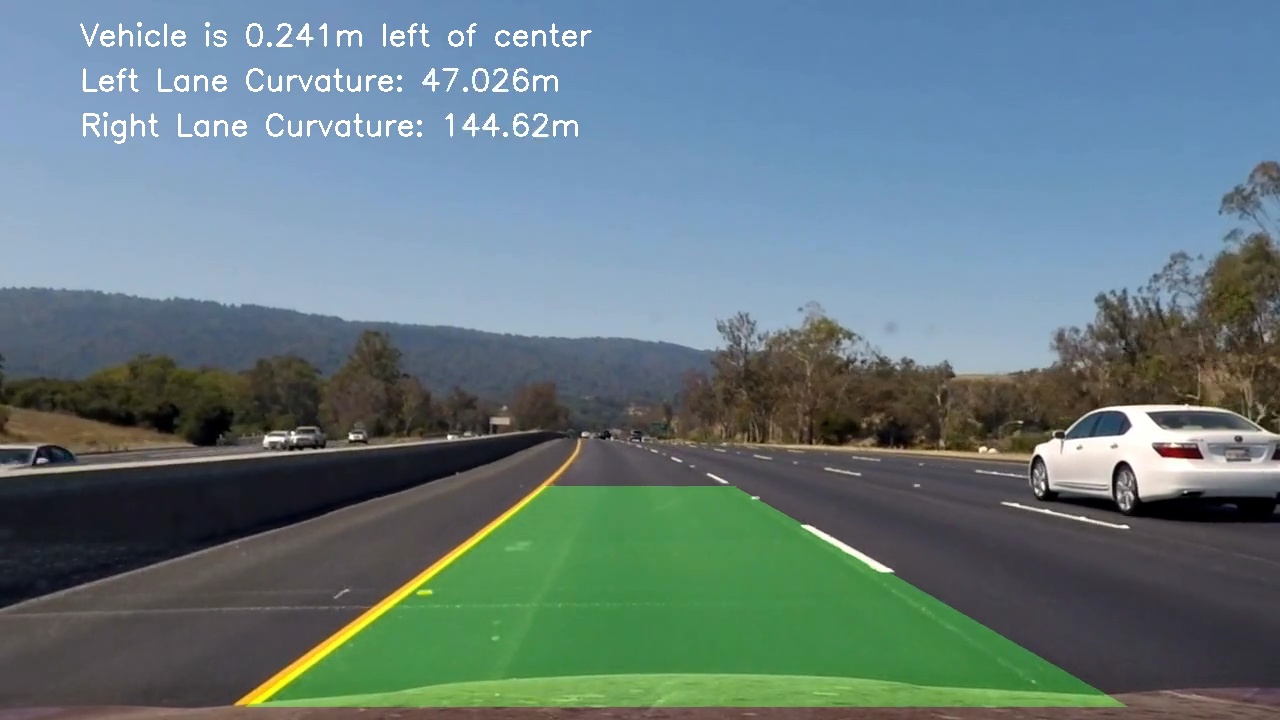 Vehicle is 0.241m left of center
Left Lane Curvature: 47.026m
Right Lane Curvature: 144.62m